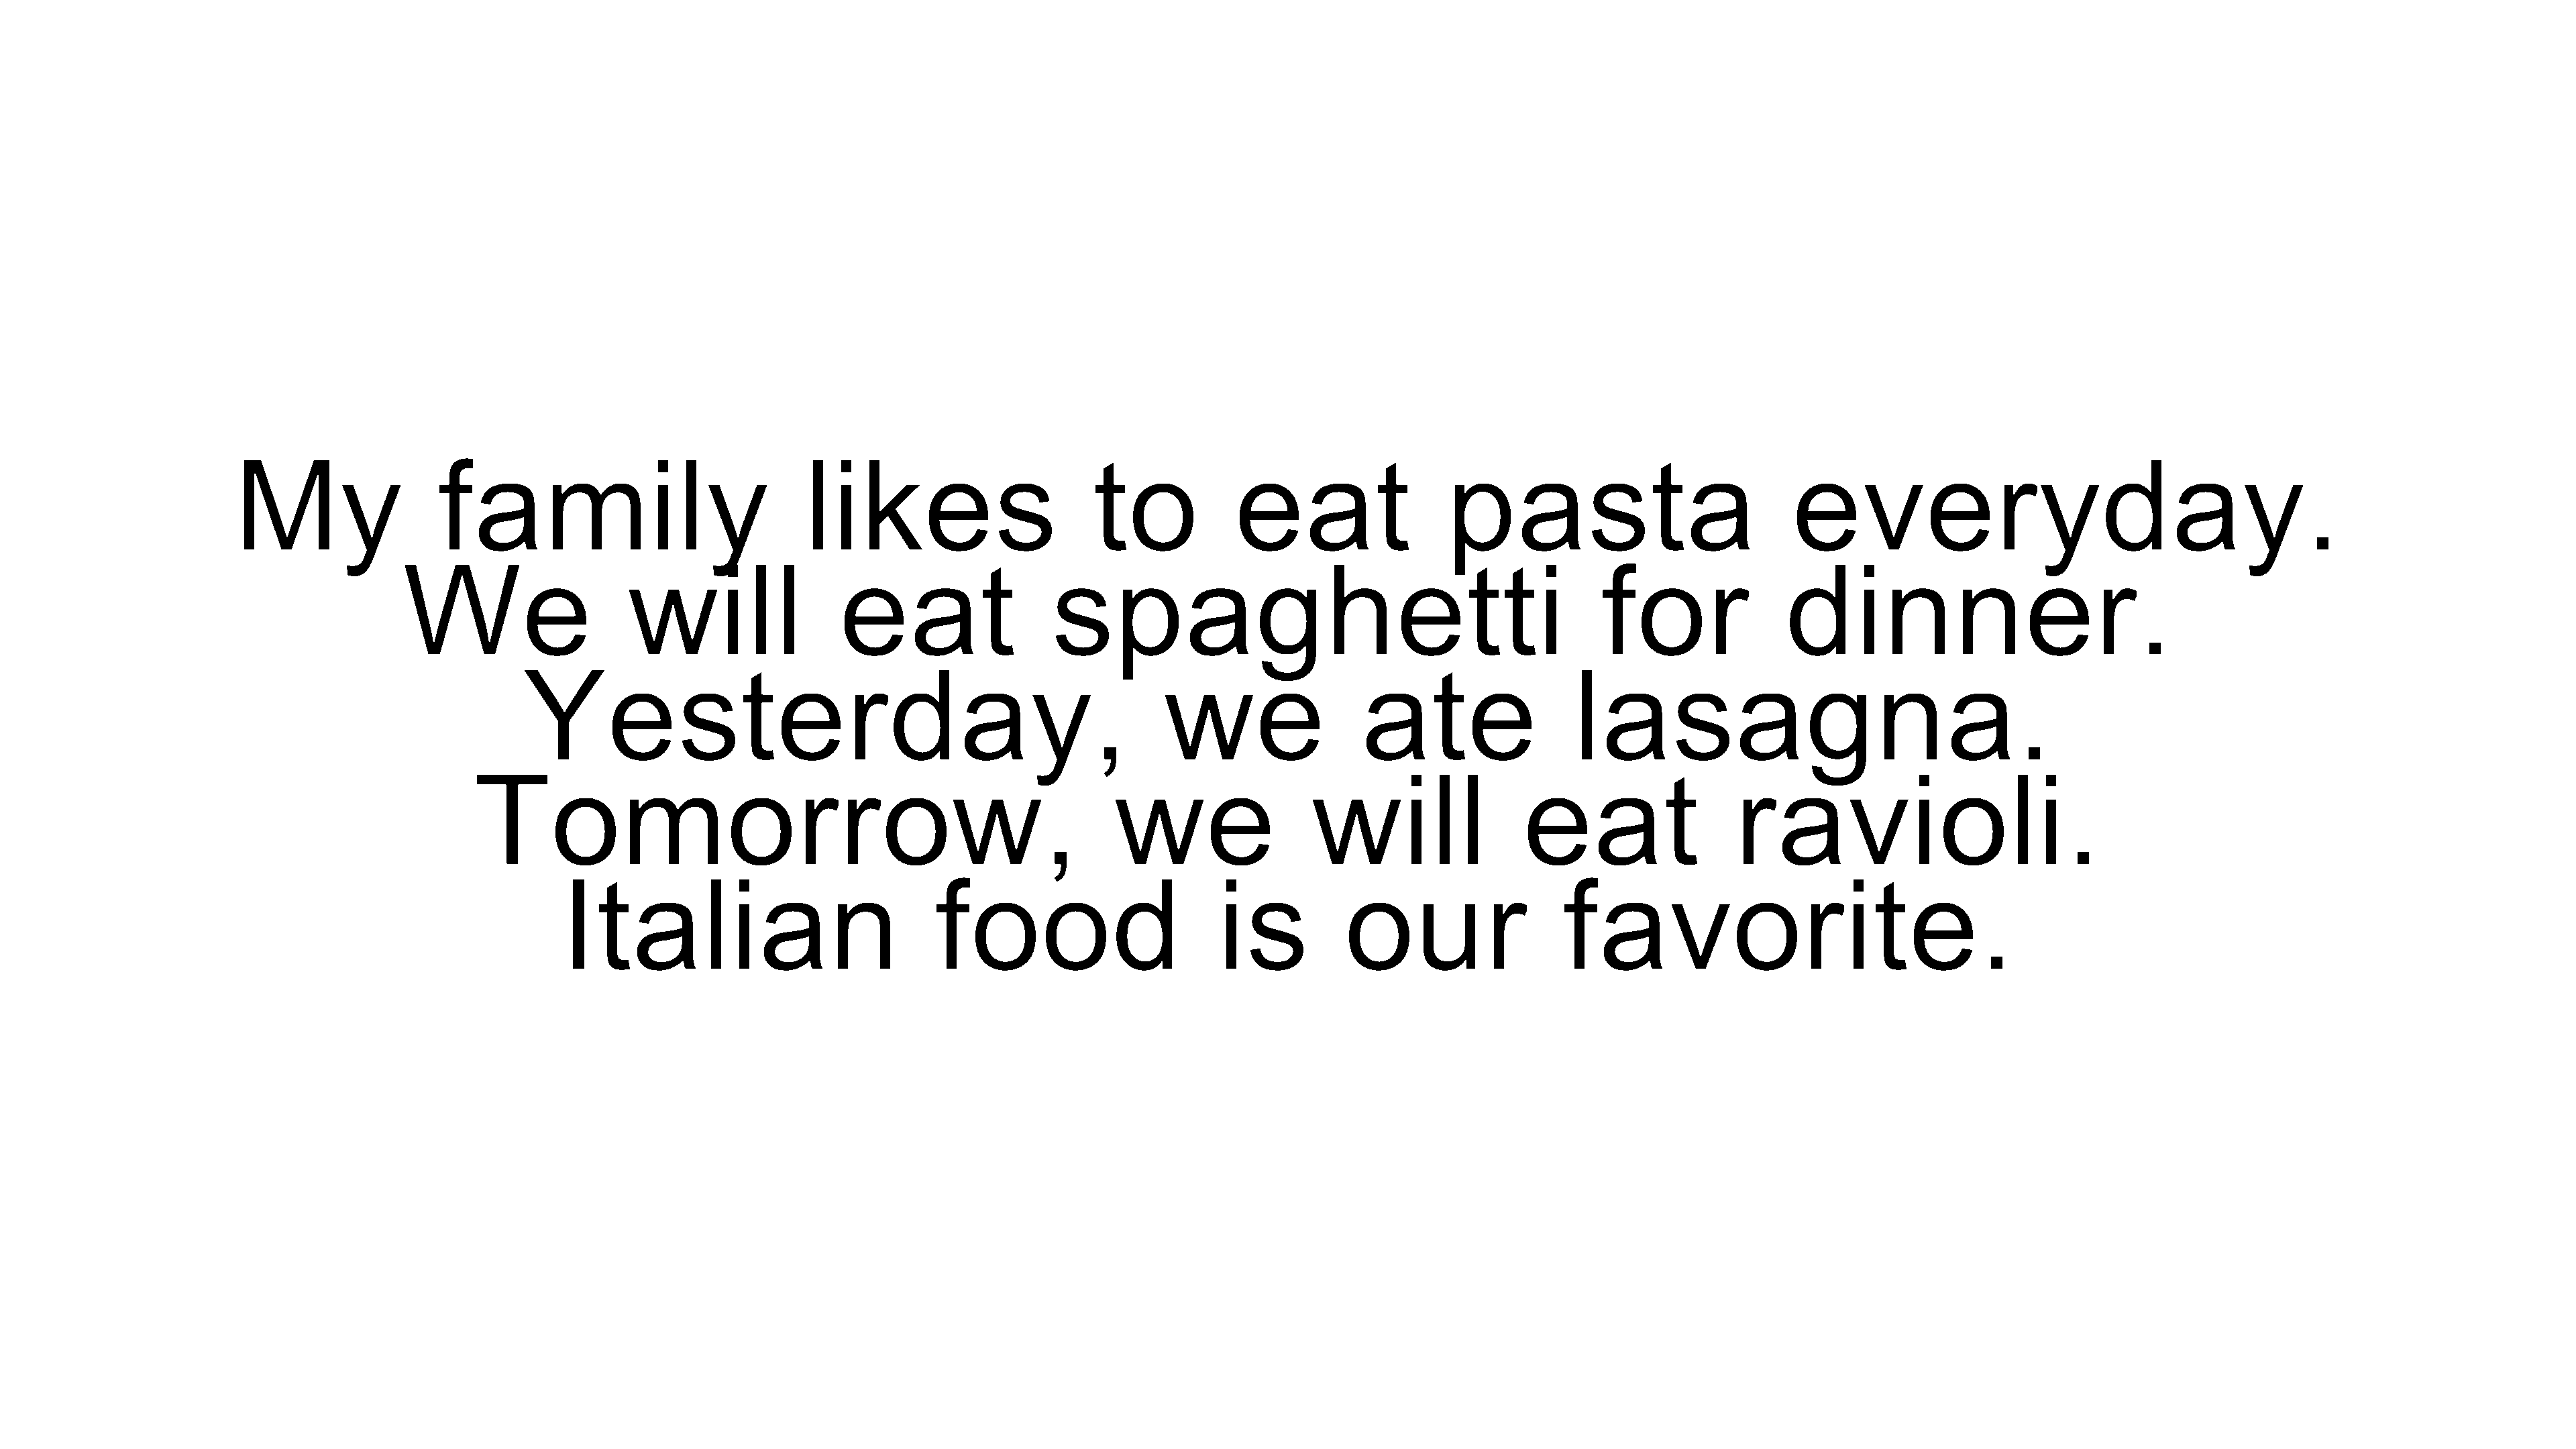 My family likes to eat pasta everyday.
We will eat spaghetti for dinner.
Yesterday, we ate lasagna.
Tomorrow, we will eat ravioli.
Italian food is our favorite.